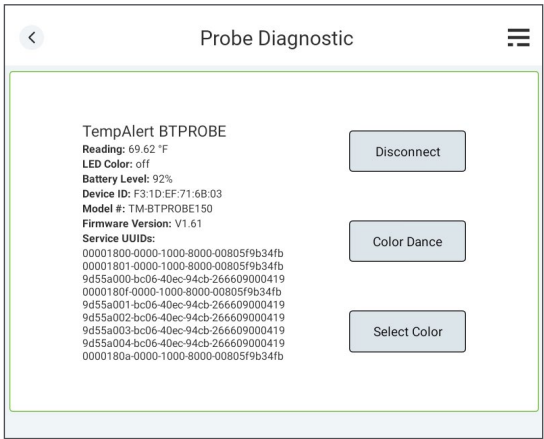 Probe Diagnostic
TempAlert BTPROBE
Reading: 69.62 °F
LED Color: off
Battery Level: 92%
Device ID: F3:1D:EF:71:6B:03
Model #: TM-BTPROBE150
Firmware Version: V1.61
Service UUIDs:
00001800-0000-1000-8000-00805f9b34fb
00001801-0000-1000-8000-00805f9b34fb
9d55a000-bc06-40ec-94cb-266609000419
0000180f-0000-1000-8000-00805f9b34fb
9d55a001-bc06-40ec-94cb-266609000419
9d55a002-bc06-40ec-94cb-266609000419
9d55a003-bc06-40ec-94cb-266609000419
9d55a004-bc06-40ec-94cb-266609000419
0000180a-0000-1000-8000-00805f9b34fb
Disconnect
Color Dance
Select Color